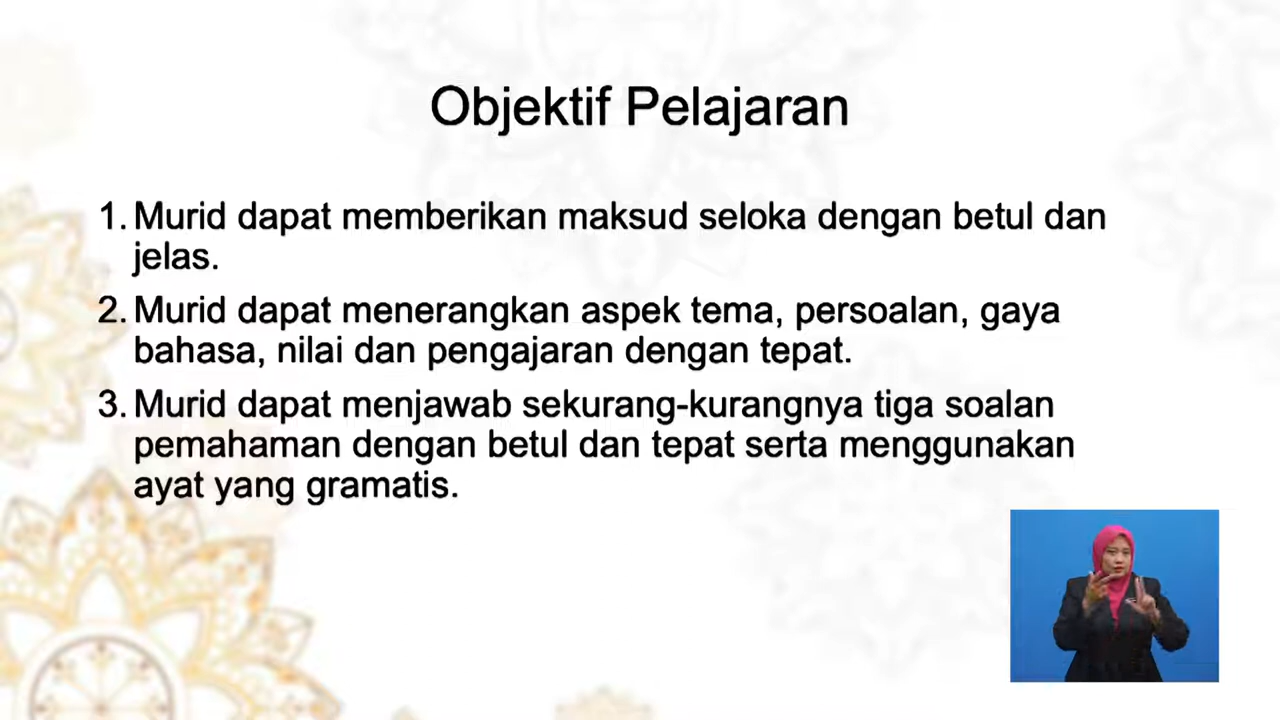 Objektif Pelajaran
1. Murid dapat memberikan maksud seloka dengan betul dan
jelas.
2. Murid dapat menerangkan aspek tema, persoalan, gaya
bahasa, nilai dan pengajaran dengan tepat.
3. Murid dapat menjawab sekurang-kurangnya tiga soalan
pemahaman dengan betul dan tepat serta menggunakan
ayat yang gramatis.